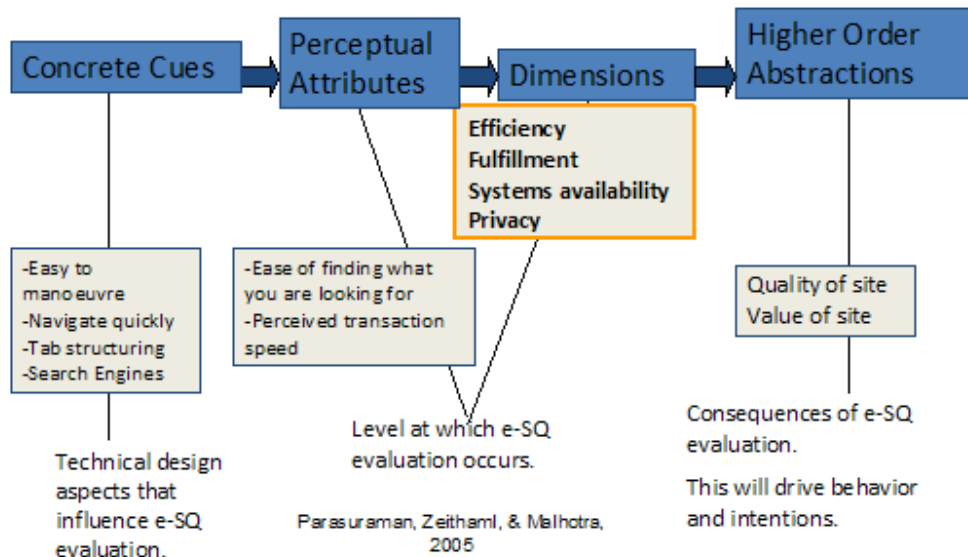 Concrete Cues
Perceptual
Attributes
Dimensions
Higher Order
Abstractions
Efficiency
Fulfillment
Systems availability
Privacy
-Easy to
manoeuvre
-Navigate quickly
-Tab structuring
-Search Engines
-Ease of finding what
you are looking for
-Perceived transaction
speed
Quality of site
Value of site
Technical design
aspects that
influence e-SQ
evaluation.
Level at which e-SQ
evaluation occurs.
Consequences of e-SQ
evaluation.
This will drive behavior
and intentions.
Parasuraman, Zeithaml, & Malhotra,
2005